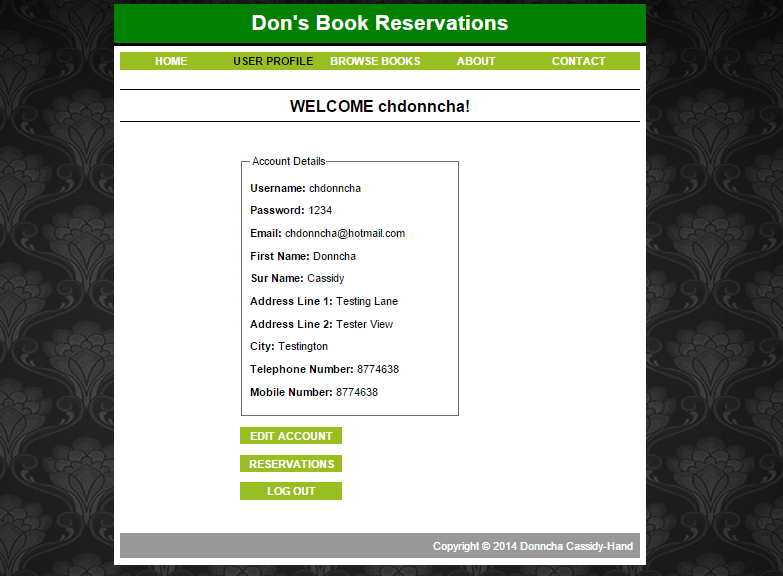 Don's Book Reservations
HOME USER PROFILE BROWSE BOOKS ABOUT CONTACT
WELCOME chdonncha!
Account Details
Username: chdonncha
Password: 1234
Email: chdonncha@hotmail.com
First Name: Donncha
Sur Name: Cassidy
Address Line 1: Testing Lane
Address Line 2: Tester View
City: Testington
Telephone Number: 8774638
Mobile Number: 8774638
EDIT ACCOUNT
RESERVATIONS
LOG OUT
Copyright © 2014 Donncha Cassidy-Hand